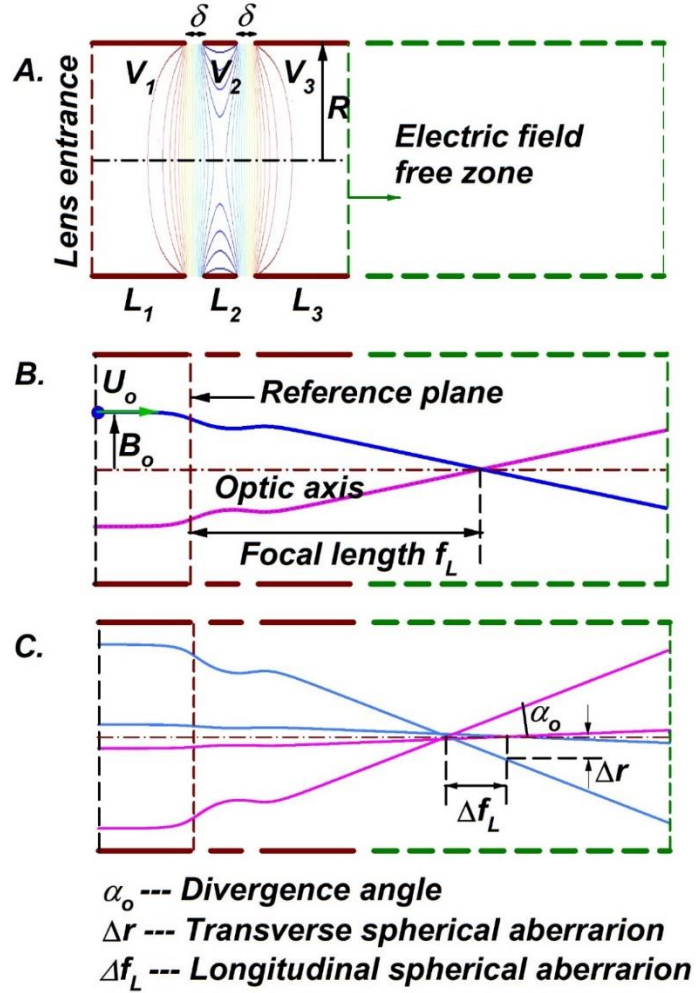 δ δ
A.
V1 V2 V3
R
Lens entrance
Electric field
free zone
L1 L2 L3
B.
Uo
Reference plane
Bo
Optic axis
Focal length fL
C.
αo
Δr
ΔfL
αo --- Divergence angle
Δr --- Transverse spherical aberrarion
ΔfL --- Longitudinal spherical aberrarion